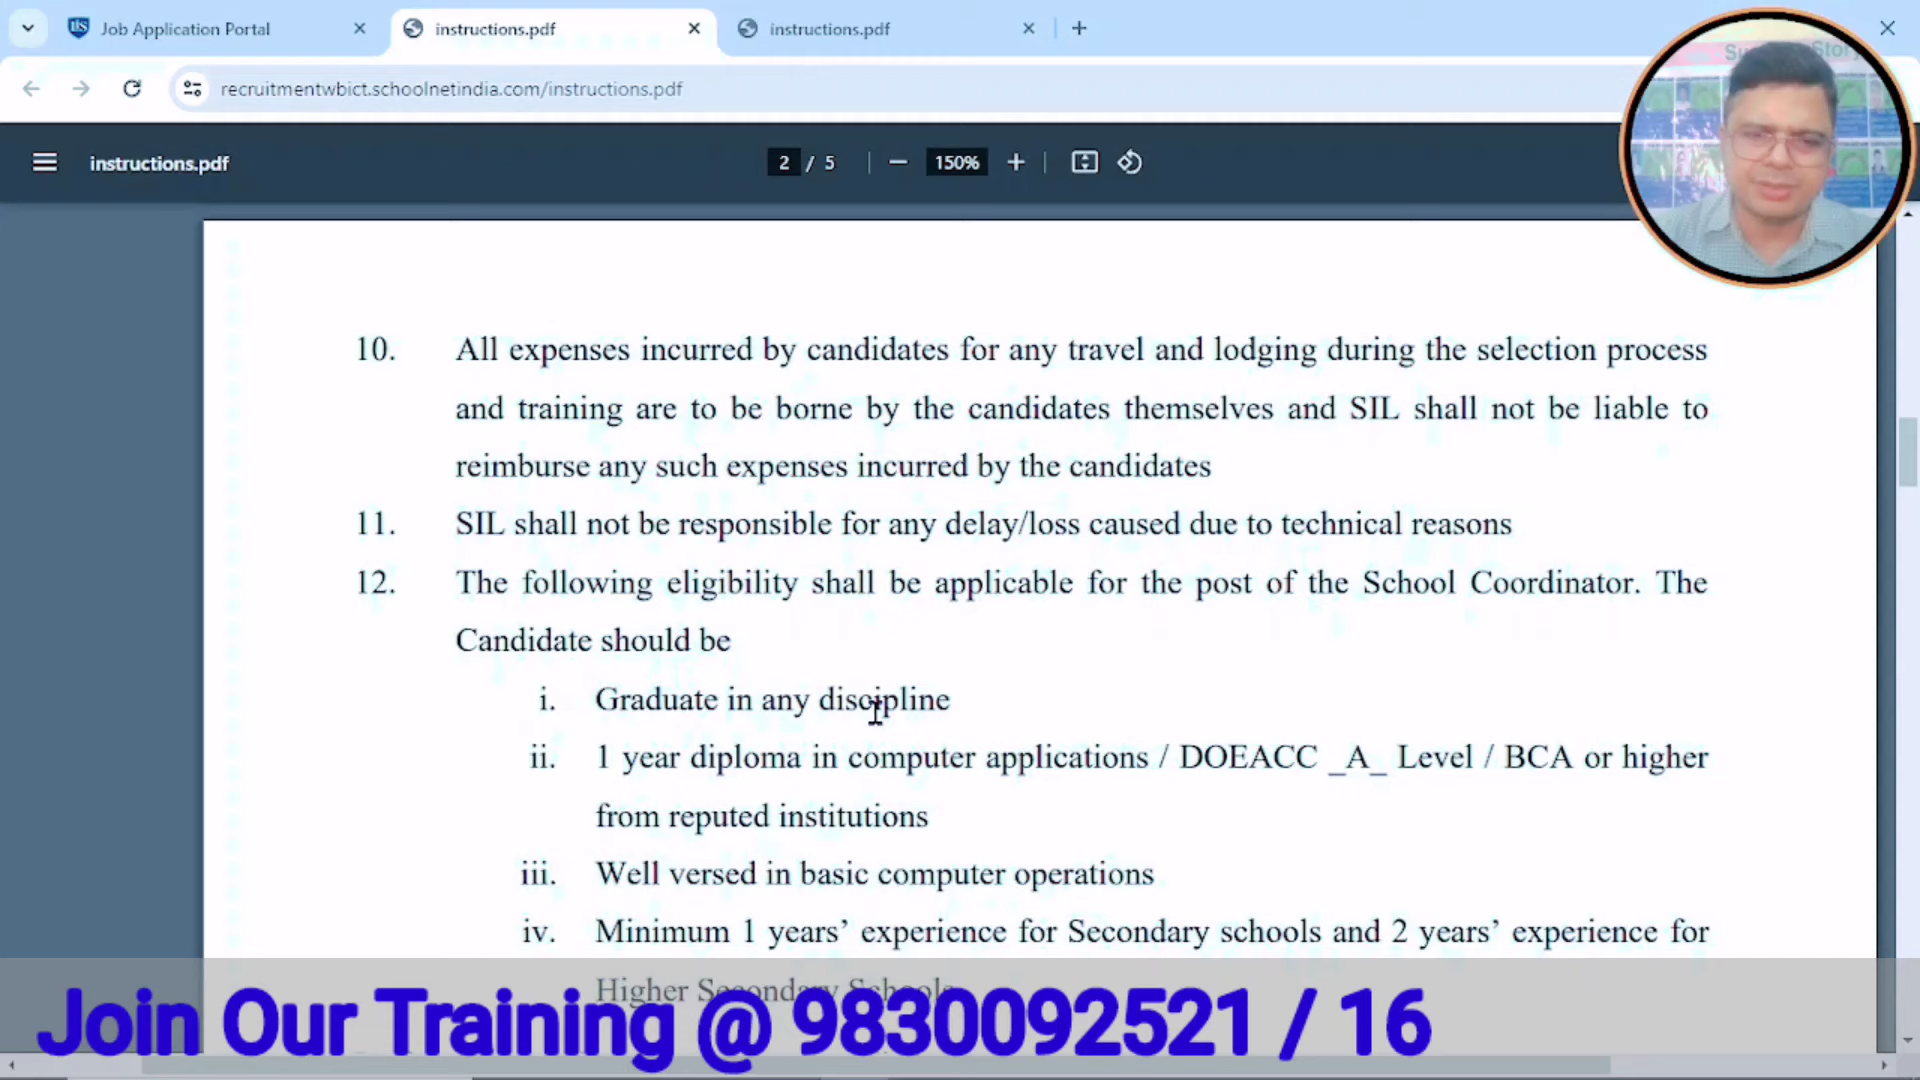 Job Application Portal
instructions.pdf
instructions.pdf
recruitmentwbict.schoolnetindia.com/instructions.pdf
instructions.pdf
2 / 5
150%
10. All expenses incurred by candidates for any travel and lodging during the selection process
and training are to be borne by the candidates themselves and SIL shall not be liable to
reimburse any such expenses incurred by the candidates
11. SIL shall not be responsible for any delay/loss caused due to technical reasons
12. The following eligibility shall be applicable for the post of the School Coordinator. The
Candidate should be
i. Graduate in any discipline
ii. 1 year diploma in computer applications / DOEACC _A_ Level / BCA or higher
from reputed institutions
iii. Well versed in basic computer operations
iv. Minimum 1 years’ experience for Secondary schools and 2 years’ experience for
Higher Secondary Schools
Join Our Training @ 9830092521 / 16